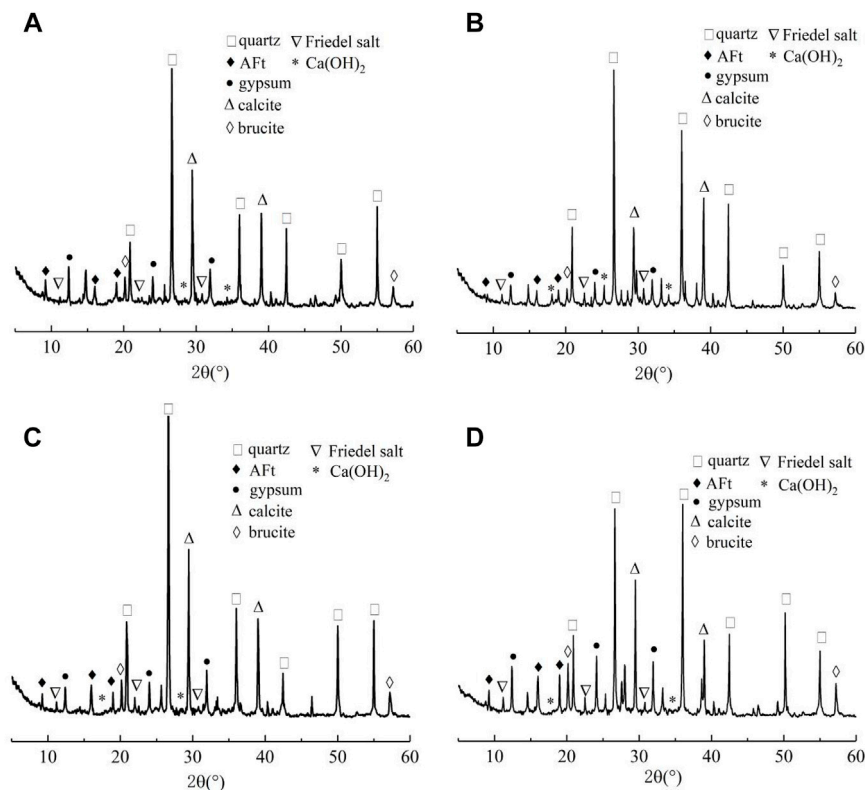 A
□ quartz ▽ Friedel salt
◆ AFt * Ca(OH)2
● gypsum
Δ calcite
◊ brucite
10 20 30 40 50 60
2θ(°)
B
□ quartz ▽ Friedel salt
◆ AFt * Ca(OH)2
● gypsum
Δ calcite
◊ brucite
10 20 30 40 50 60
2θ(°)
C
□ quartz ▽ Friedel salt
◆ AFt * Ca(OH)2
● gypsum
Δ calcite
◊ brucite
10 20 30 40 50 60
2θ(°)
D
□ quartz ▽ Friedel salt
◆ AFt * Ca(OH)2
● gypsum
Δ calcite
◊ brucite
10 20 30 40 50 60
2θ(°)